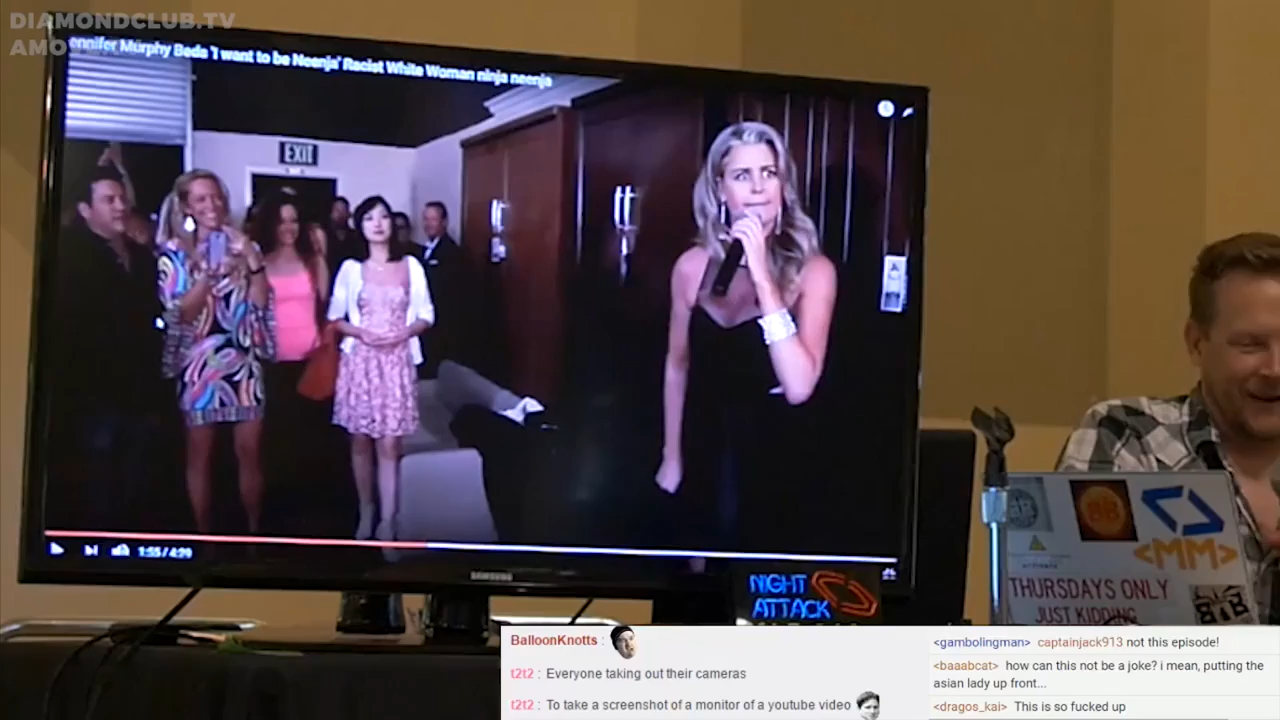 DIAMONDCLUB.TV
AMO
ennifer Murphy Beds 'I want to be Neenja' Racist White Woman ninja neenja
EXIT
1:55 / 4:29
SAMSUNG
NIGHT
ATTACK
<MM>
THURSDAYS ONLY
JUST KIDDING
BalloonKnotts :
t2t2 : Everyone taking out their cameras
t2t2 : To take a screenshot of a monitor of a youtube video
<gambolingman> captainjack913 not this episode!
<baaabcat> how can this not be a joke? i mean, putting the
asian lady up front...
<dragos_kai> This is so fucked up